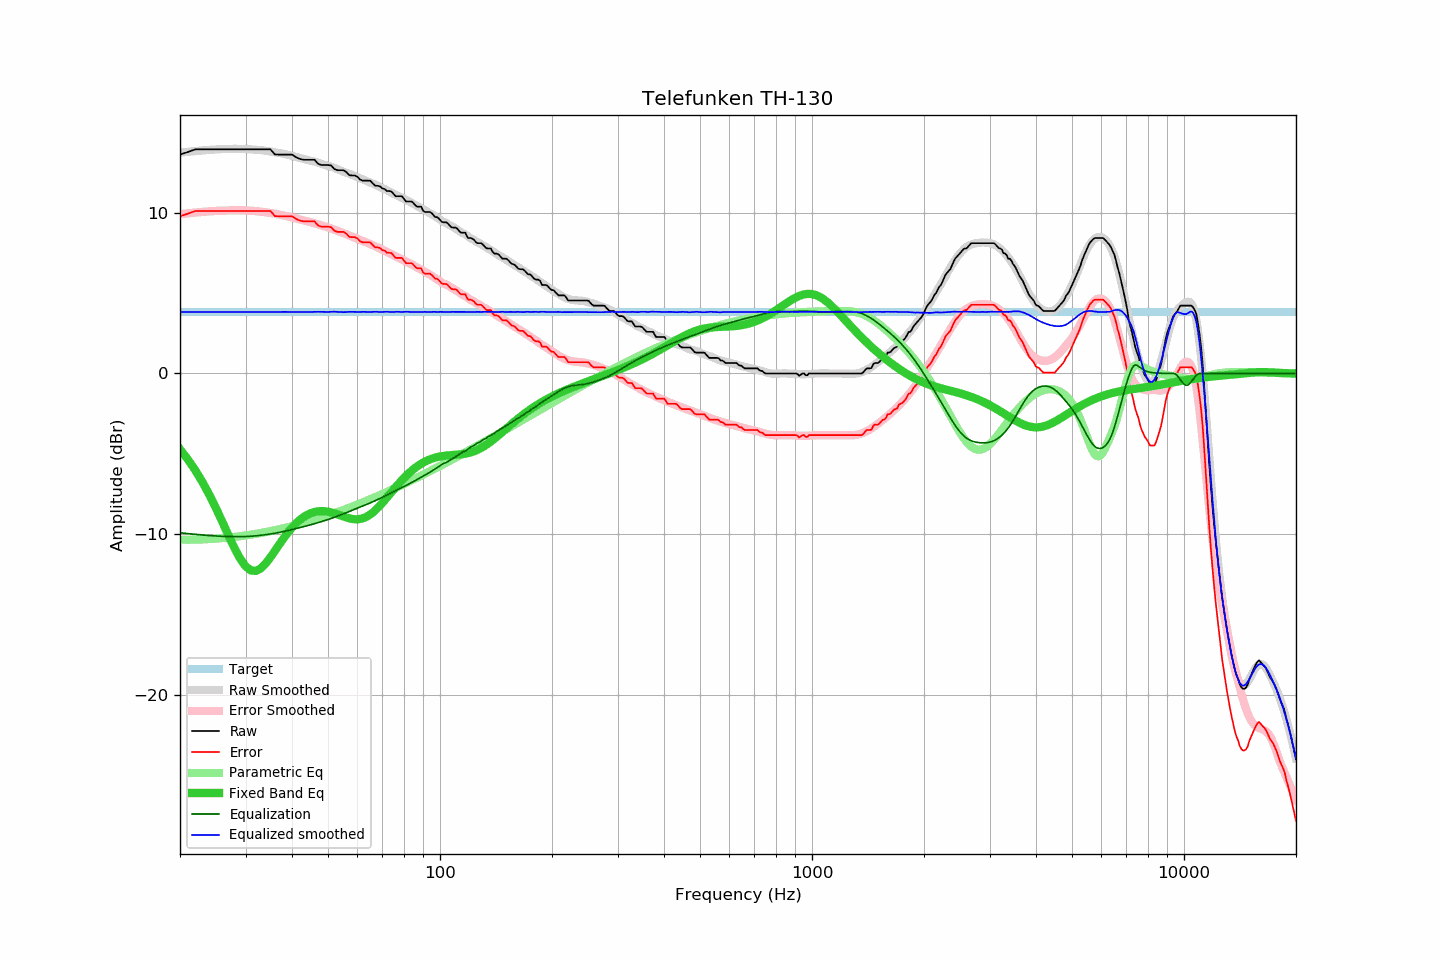 Telefunken TH-130
10
0
−10
−20
Amplitude (dBr)
Target
Raw Smoothed
Error Smoothed
Raw
Error
Parametric Eq
Fixed Band Eq
Equalization
Equalized smoothed
100
1000
10000
Frequency (Hz)